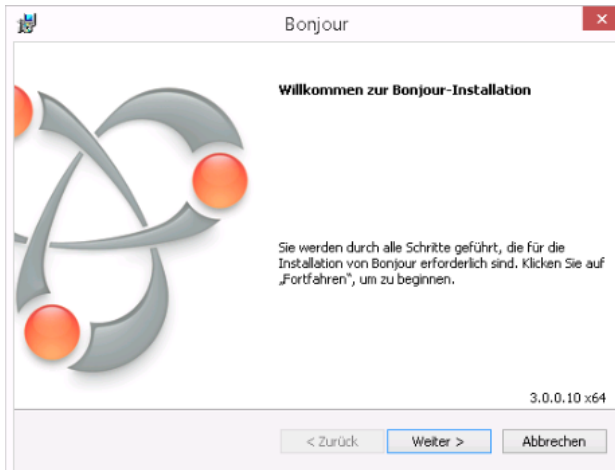 Bonjour
Willkommen zur Bonjour-Installation
Sie werden durch alle Schritte geführt, die für die
Installation von Bonjour erforderlich sind. Klicken Sie auf
„Fortfahren“, um zu beginnen.
3.0.0.10 x64
< Zurück
Weiter >
Abbrechen